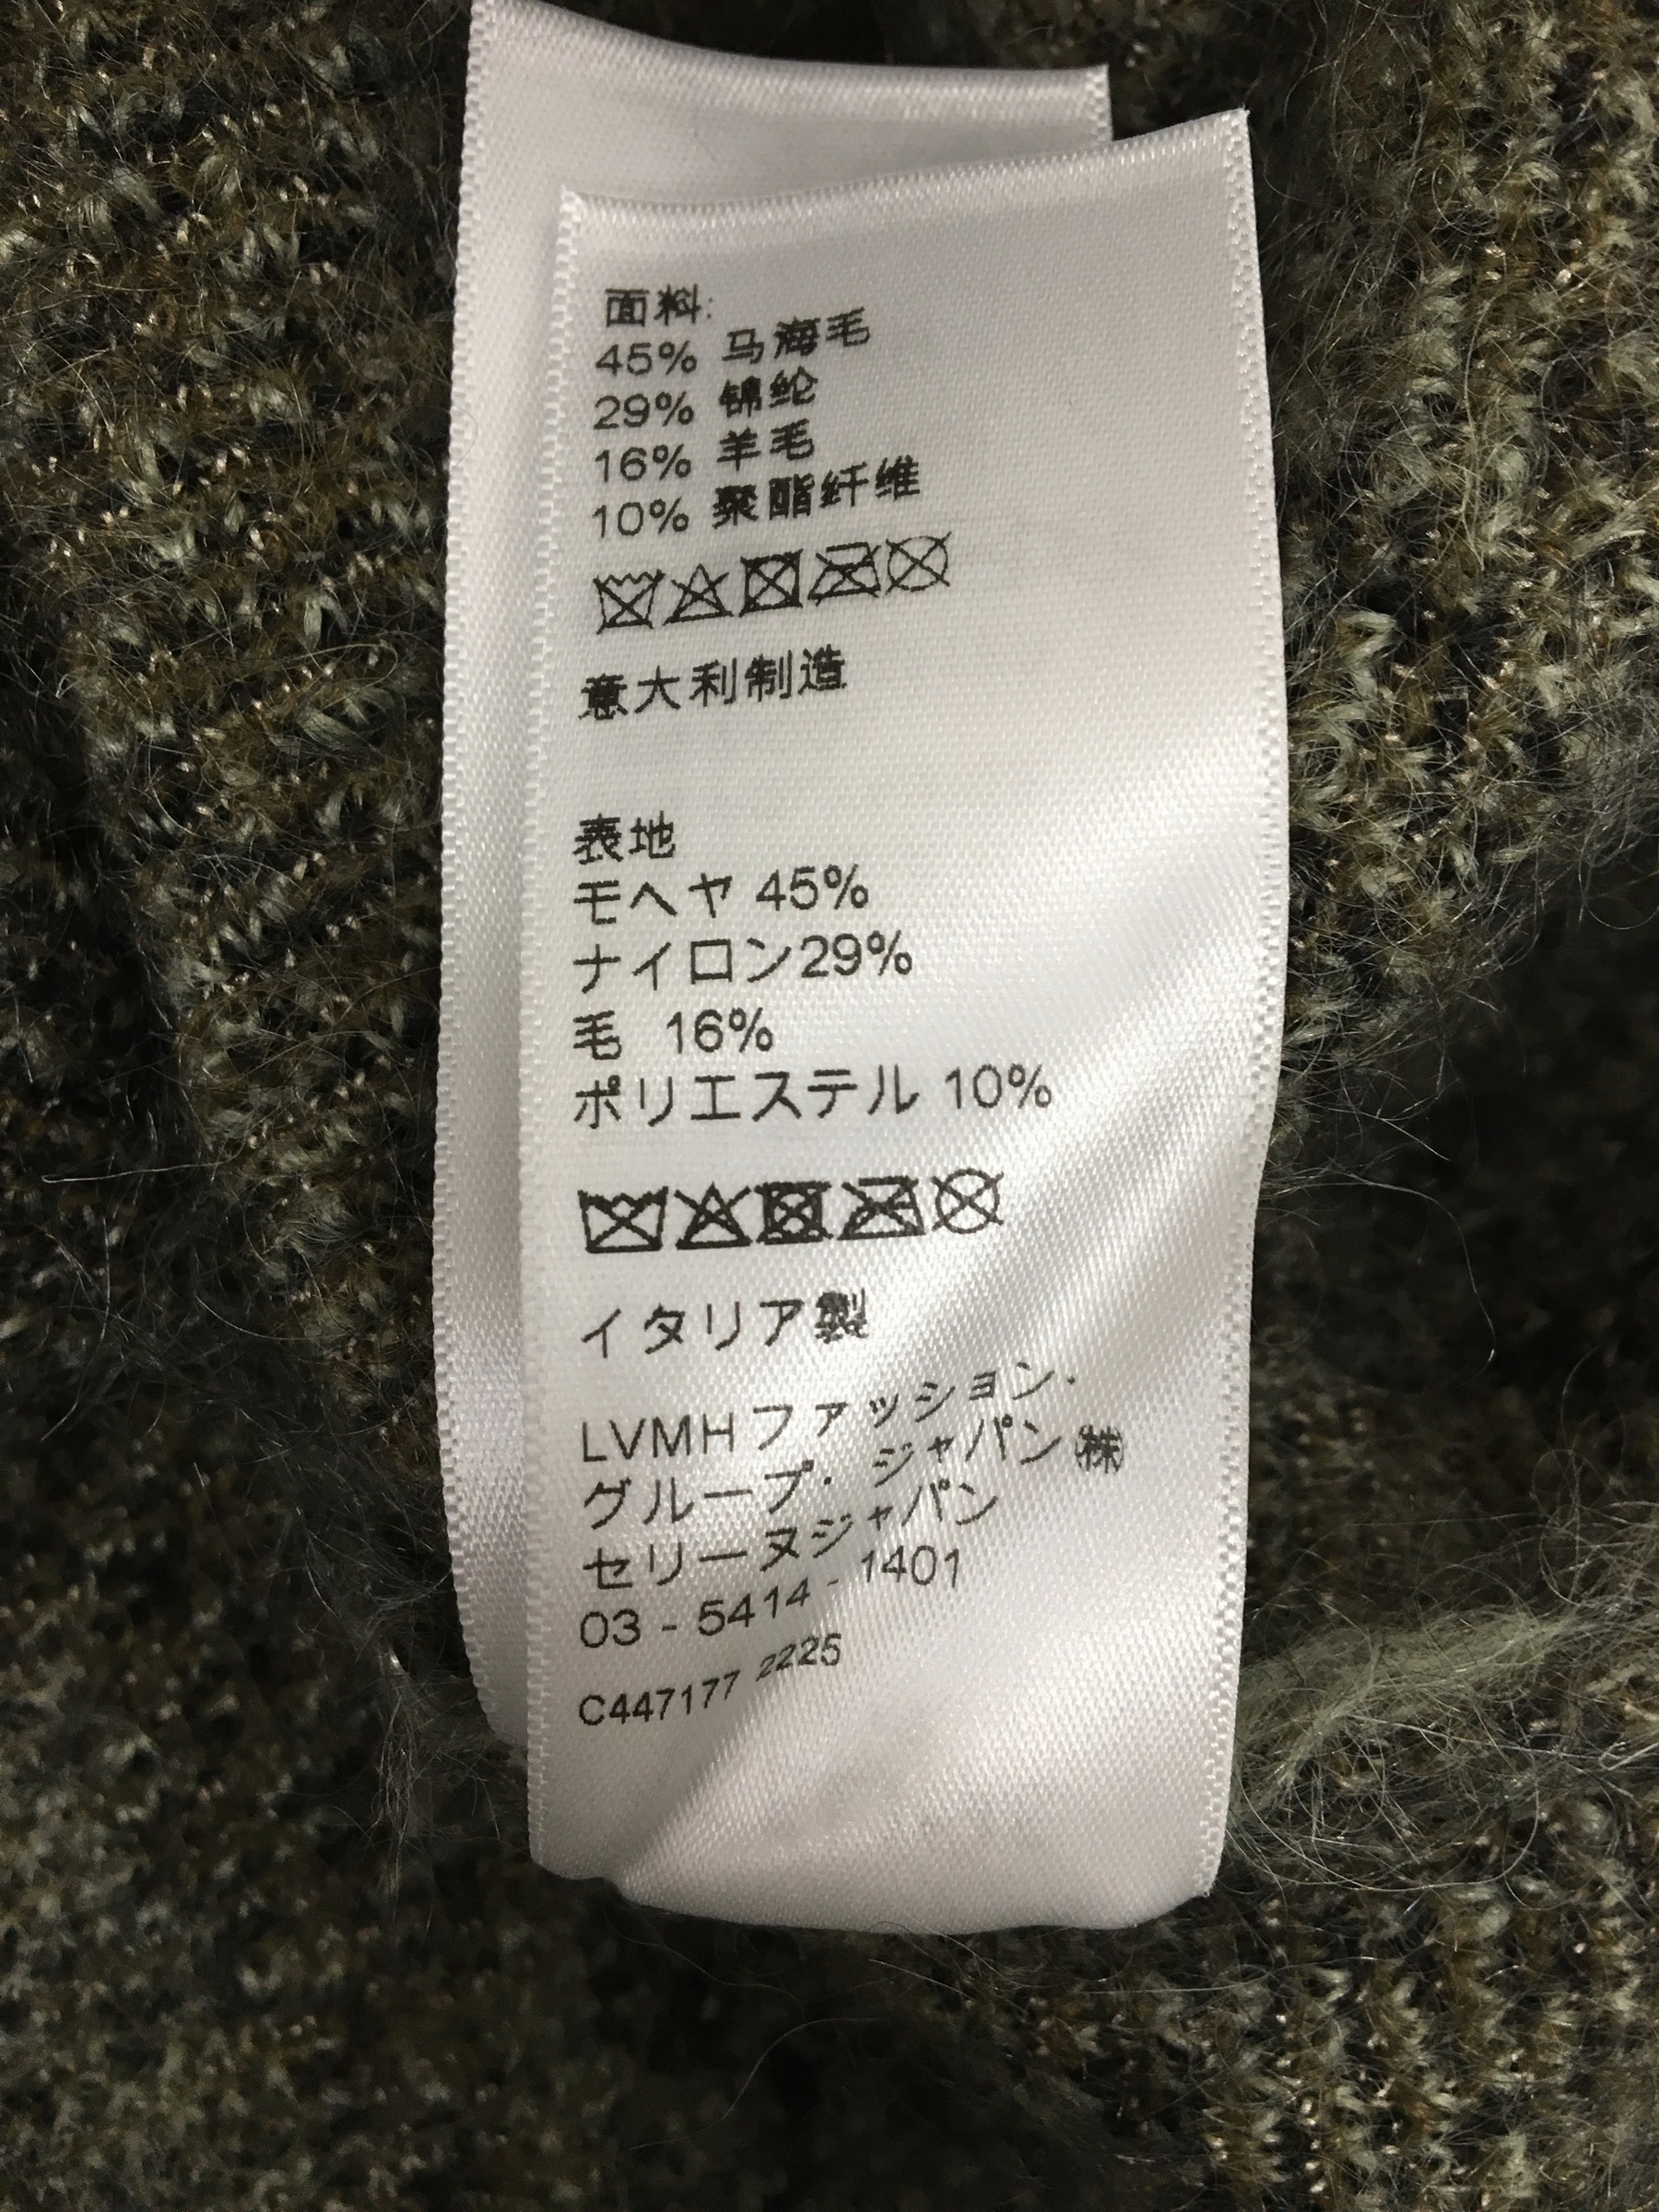 面料:
45% 马海毛
29% 锦纶
16% 羊毛
10% 聚酯纤维
意大利制造
表地
モヘヤ 45%
ナイロン29%
毛 16%
ポリエステル 10%
イタリア製
LVMHファッション・
グループ・ジャパン㈱
セリーヌジャパン
03-5414-1401
C447177 2225